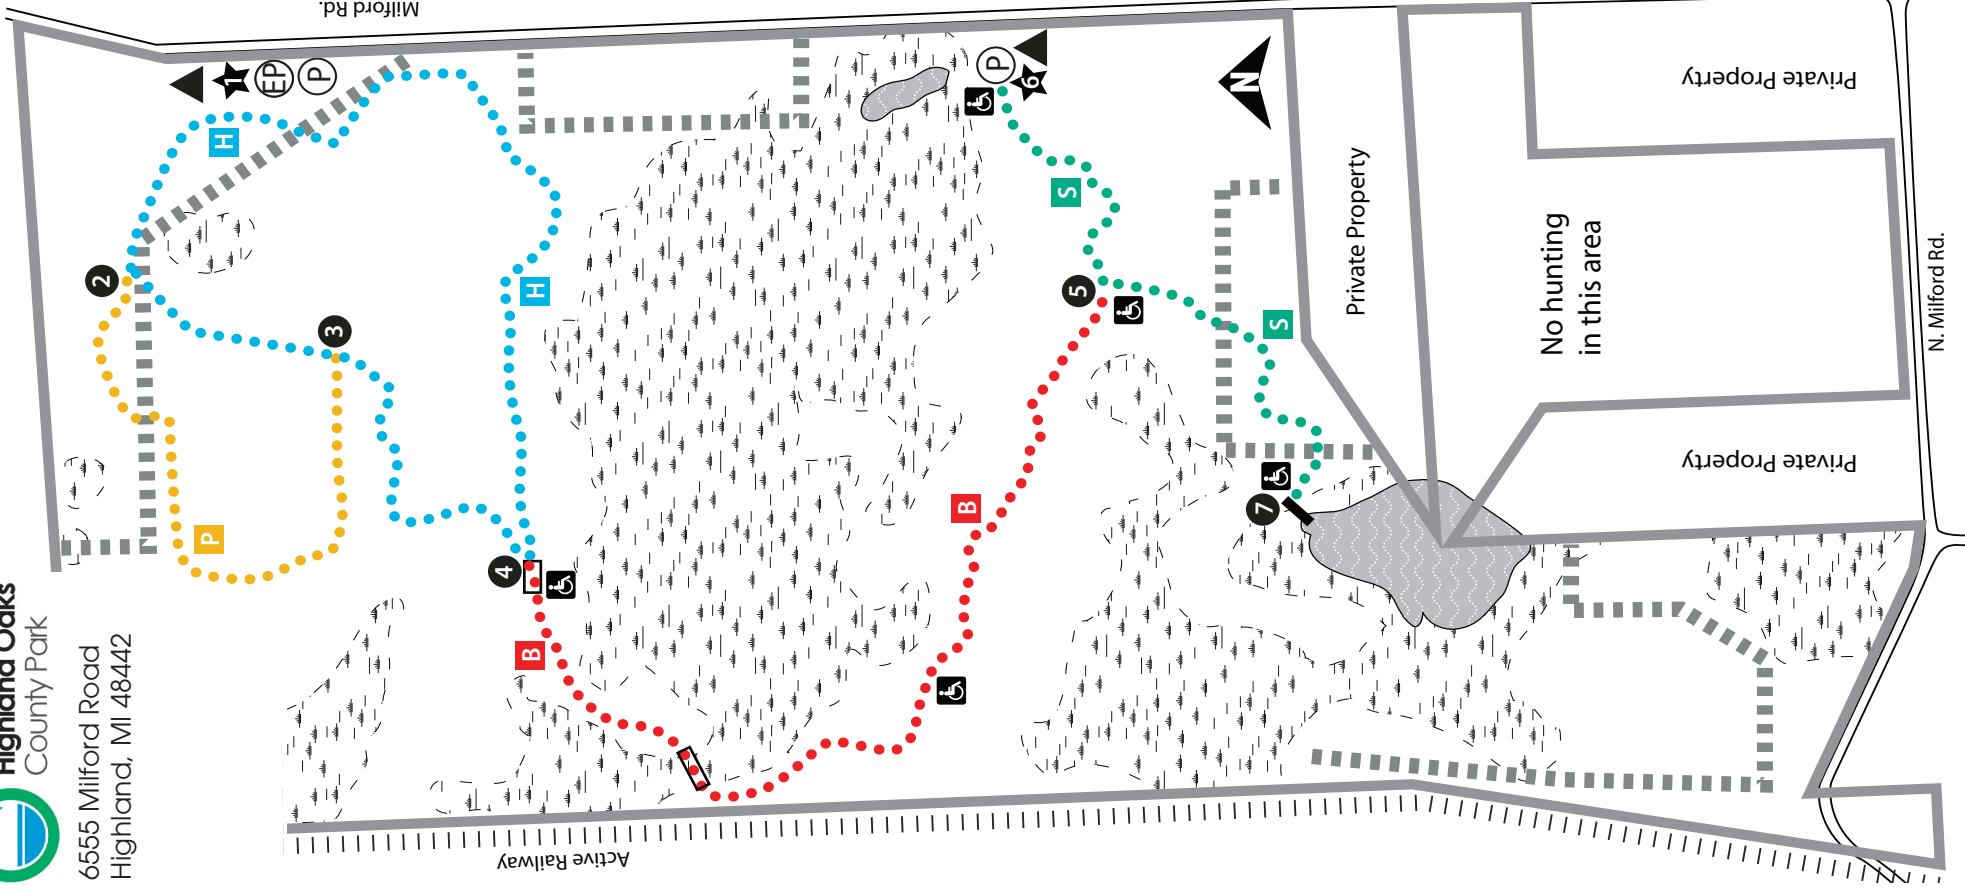 Highland Oaks
County Park
6555 Milford Road
Highland, MI 48442
Milford Rd.
1
EP
P
H
2
3
P
H
4
B
B
P
6
S
5
S
7
N
Private Property
Private Property
No hunting
in this area
Private Property
N. Milford Rd.
Active Railway